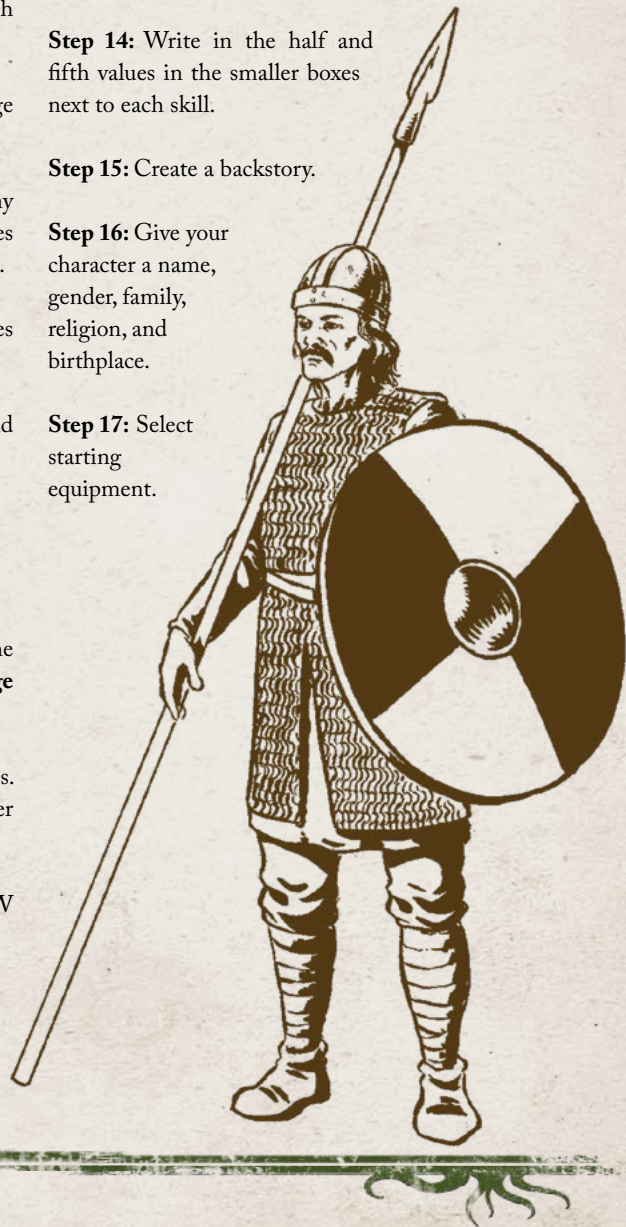 Step 14: Write in the half and
fifth values in the smaller boxes
next to each skill.
Step 15: Create a backstory.
Step 16: Give your
character a name,
gender, family,
religion, and
birthplace.
Step 17: Select
starting
equipment.